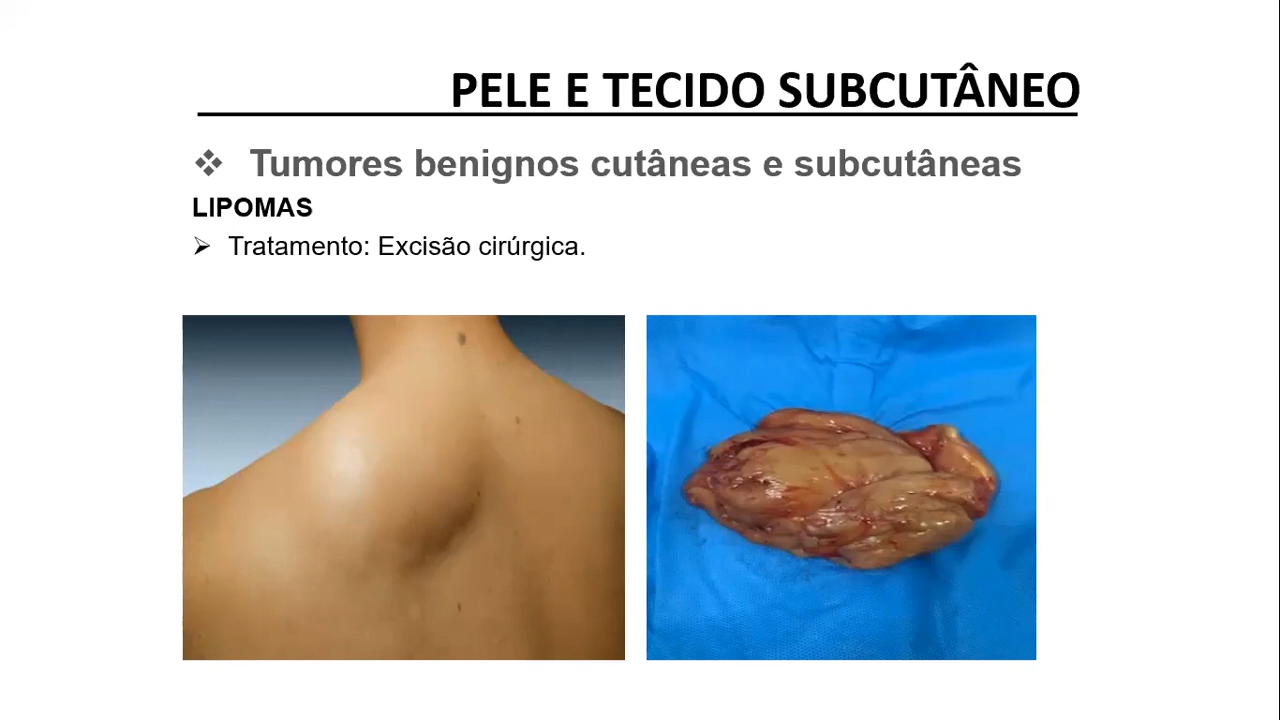 PELE E TECIDO SUBCUTÂNEO
Tumores benignos cutâneas e subcutâneas
LIPOMAS
Tratamento: Excisão cirúrgica.